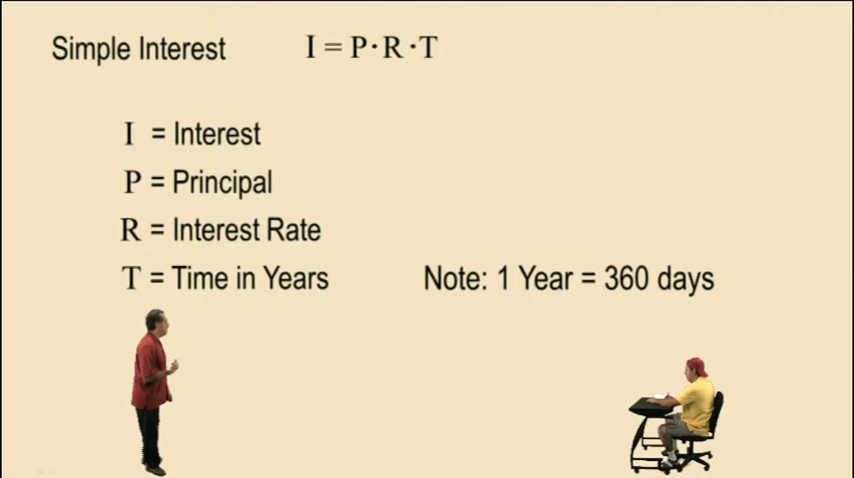 Simple Interest I = P·R·T
I = Interest
P = Principal
R = Interest Rate
T = Time in Years Note: 1 Year = 360 days